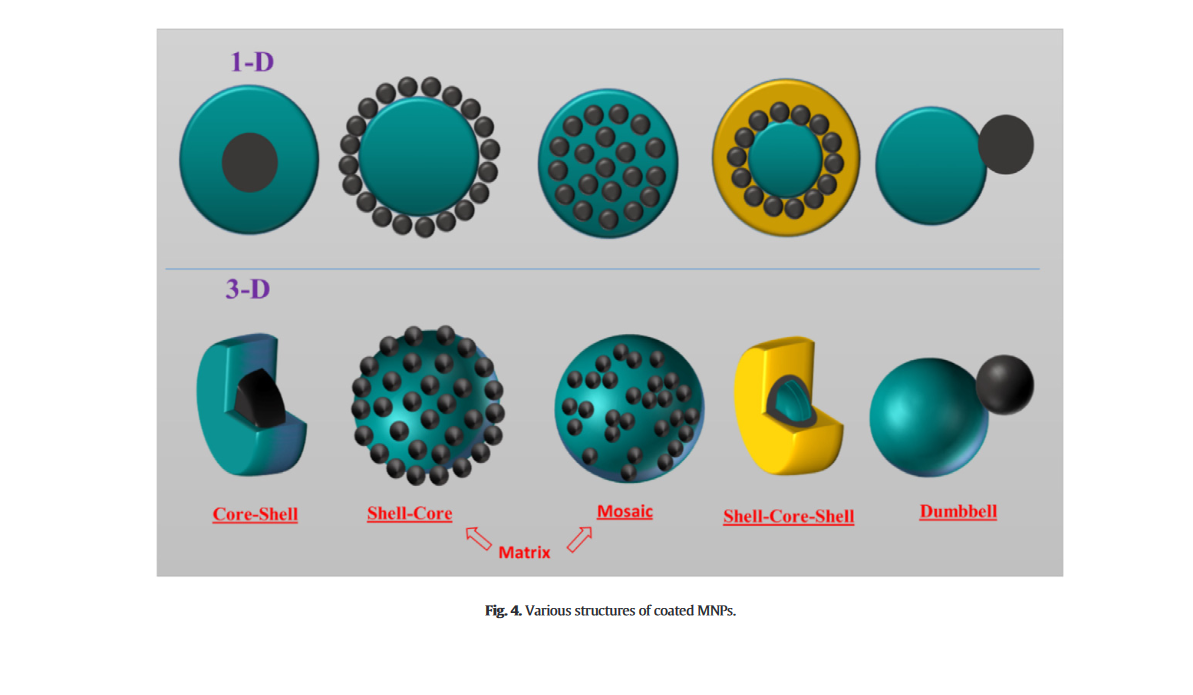 1-D
3-D
Core-Shell
Shell-Core
Mosaic
Shell-Core-Shell
Dumbbell
Matrix
Fig. 4. Various structures of coated MNPs.